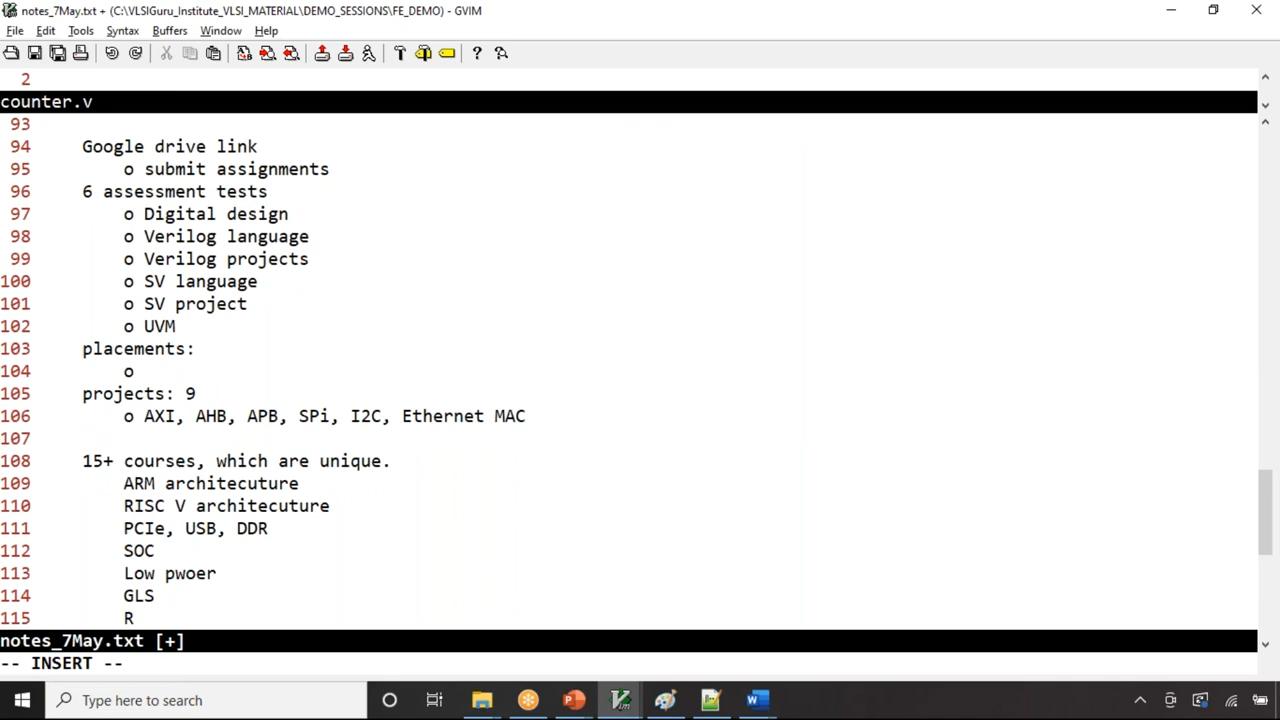 notes_7May.txt + (C:\VLSIGuru_Institute_VLSI_MATERIAL\DEMO_SESSIONS\FE_DEMO) - GVIM
File Edit Tools Syntax Buffers Window Help
2
counter.v
93
94 Google drive link
95 o submit assignments
96 6 assessment tests
97 o Digital design
98 o Verilog language
99 o Verilog projects
100 o SV language
101 o SV project
102 o UVM
103 placements:
104 o
105 projects: 9
106 o AXI, AHB, APB, SPi, I2C, Ethernet MAC
107
108 15+ courses, which are unique.
109 ARM architecuture
110 RISC V architecuture
111 PCIe, USB, DDR
112 SOC
113 Low pwoer
114 GLS
115 R
notes_7May.txt [+]
-- INSERT --
Type here to search